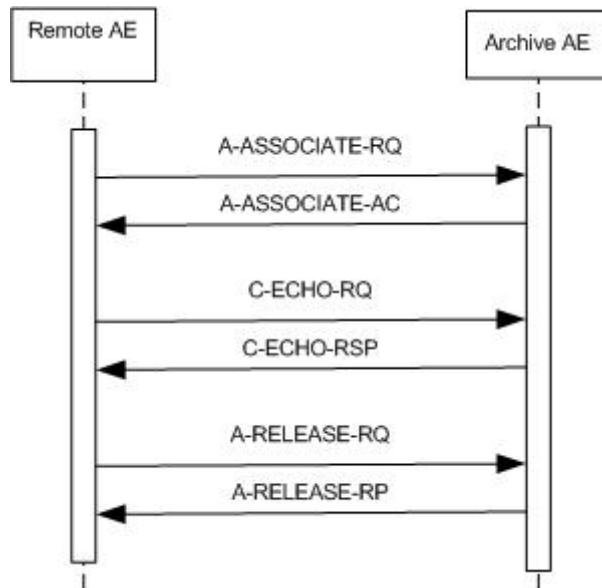 Remote AE
Archive AE
A-ASSOCIATE-RQ
A-ASSOCIATE-AC
C-ECHO-RQ
C-ECHO-RSP
A-RELEASE-RQ
A-RELEASE-RP